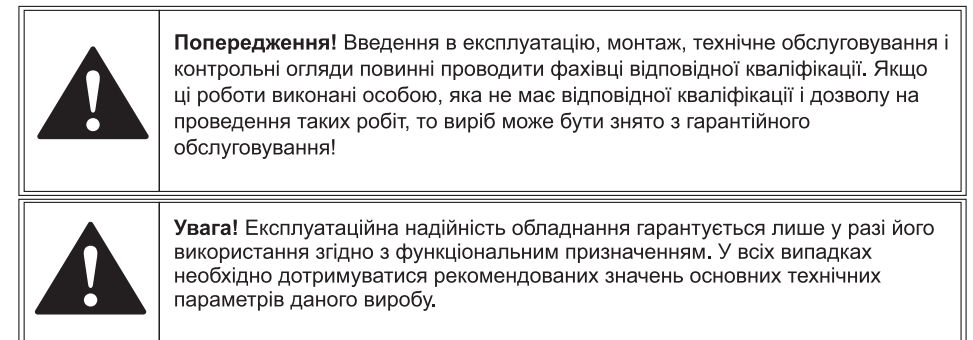 Попередження! Введення в експлуатацію, монтаж, технічне обслуговування і
контрольні огляди повинні проводити фахівці відповідної кваліфікації. Якщо
ці роботи виконані особою, яка не має відповідної кваліфікації і дозволу на
проведення таких робіт, то виріб може бути знято з гарантійного
обслуговування!
Увага! Експлуатаційна надійність обладнання гарантується лише у разі його
використання згідно з функціональним призначенням. У всіх випадках
необхідно дотримуватися рекомендованих значень основних технічних
параметрів даного виробу.